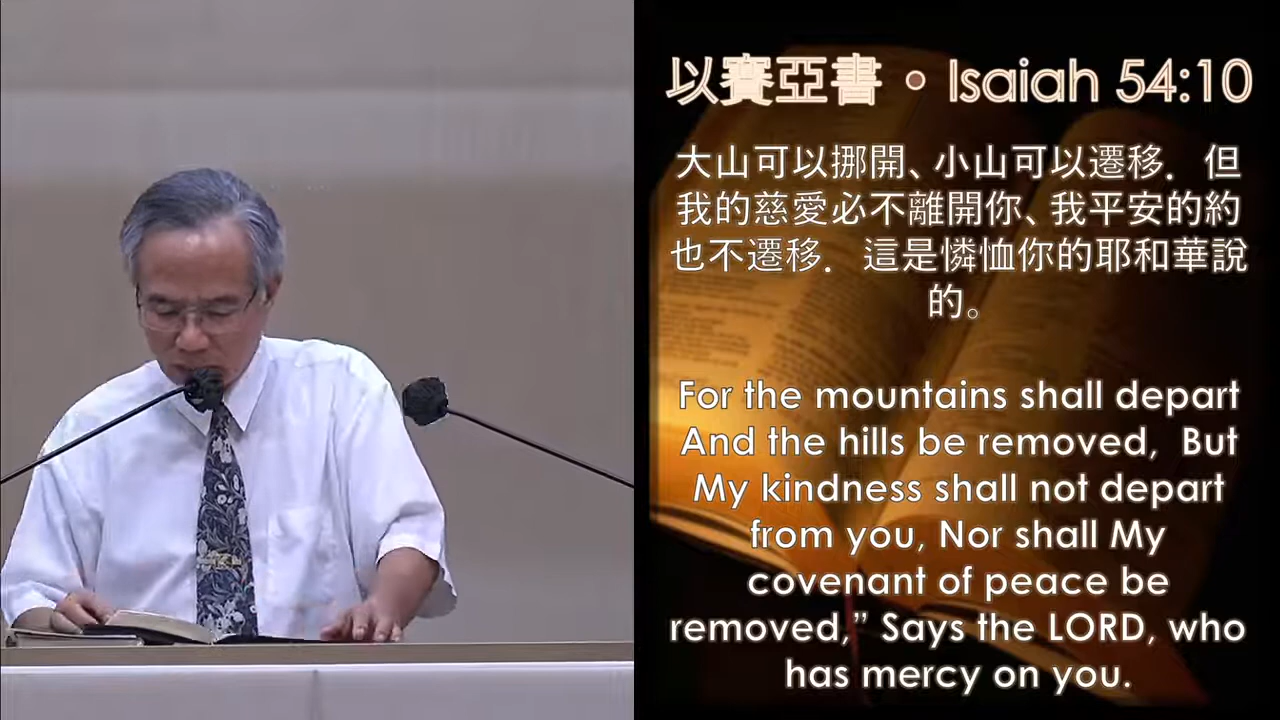 以賽亞書 • Isaiah 54:10
大山可以挪開、小山可以遷移． 但
我的慈愛必不離開你、我平安的約
也不遷移． 這是憐恤你的耶和華說
的。
For the mountains shall depart
And the hills be removed, But
My kindness shall not depart
from you, Nor shall My
covenant of peace be
removed,” Says the LORD, who
has mercy on you.